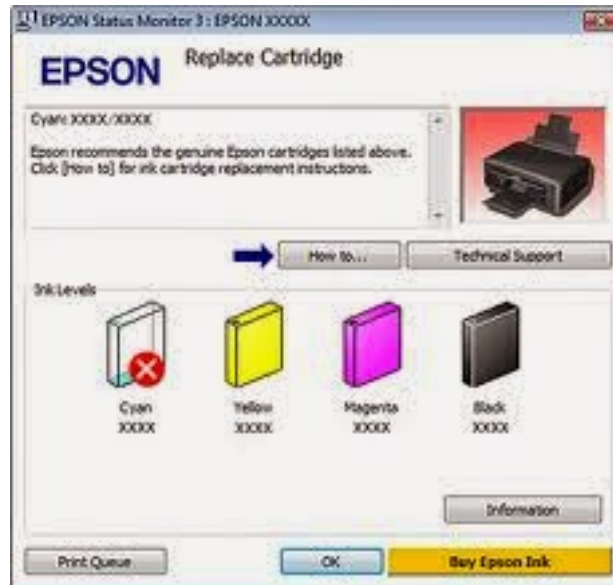 EPSON Status Monitor 3 : EPSON XXXXX
EPSON
Replace Cartridge
Cyan: XXXX/XXXX
Epson recommends the genuine Epson cartridges listed above.
Click [How to] for ink cartridge replacement instructions.
How to...
Technical Support
Ink Levels
Cyan
XXXX
Yellow
XXXX
Magenta
XXXX
Black
XXXX
Information
Print Queue
OK
Buy Epson Ink